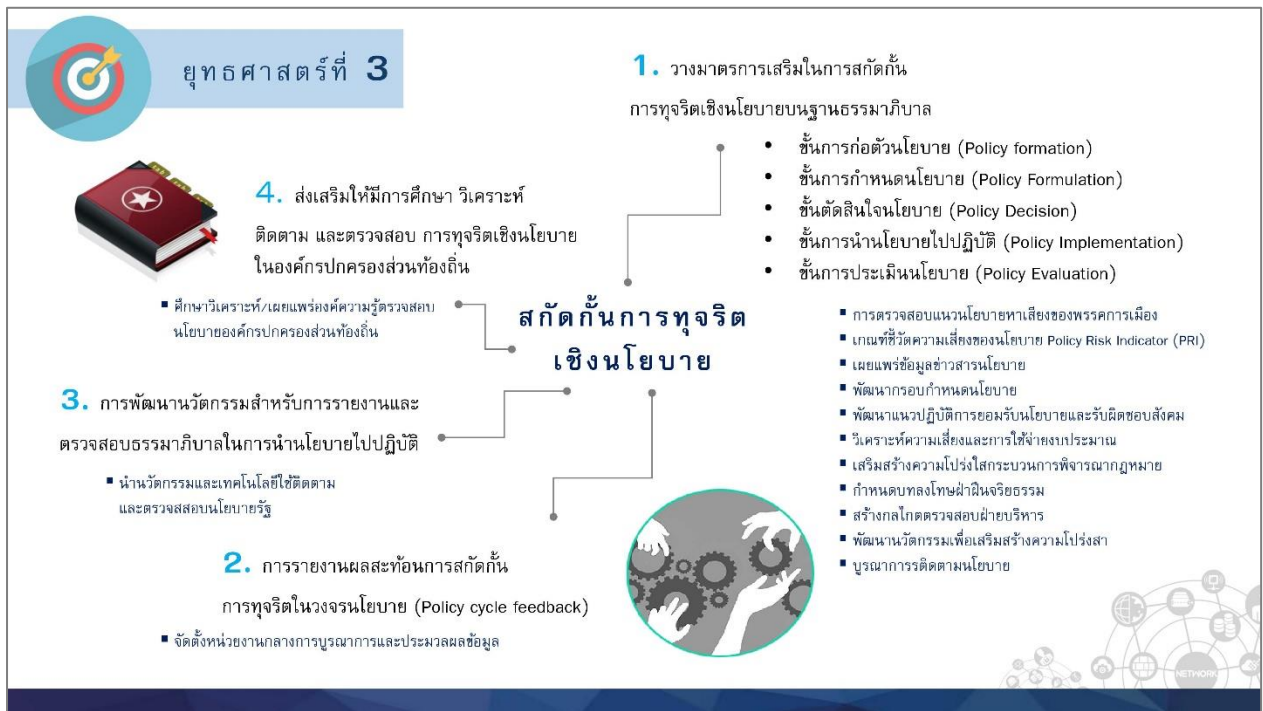 ยุทธศาสตร์ที่ 3
1. วางมาตรการเสริมในการสกัดกั้น
การทุจริตเชิงนโยบายบนฐานธรรมาภิบาล
• ขั้นการก่อตัวนโยบาย (Policy formation)
• ขั้นการกำหนดนโยบาย (Policy Formulation)
• ขั้นตัดสินใจนโยบาย (Policy Decision)
• ขั้นการนำนโยบายไปปฏิบัติ (Policy Implementation)
• ขั้นการประเมินนโยบาย (Policy Evaluation)
▪ การตรวจสอบแนวนโยบายหาเสียงของพรรคการเมือง
▪ เกณฑ์ชี้วัดความเสี่ยงของนโยบาย Policy Risk Indicator (PRI)
▪ เผยแพร่ข้อมูลข่าวสารนโยบาย
▪ พัฒนากรอบกำหนดนโยบาย
▪ พัฒนาแนวปฏิบัติการยอมรับนโยบายและรับผิดชอบสังคม
▪ วิเคราะห์ความเสี่ยงและการใช้จ่ายงบประมาณ
▪ เสริมสร้างความโปร่งใสกระบวนการพิจารณากฎหมาย
▪ กำหนดบทลงโทษฝ่าฝืนจริยธรรม
▪ สร้างกลไกตตรวจสอบฝ่ายบริหาร
▪ พัฒนานวัตกรรมเพื่อเสริมสร้างความโปร่งสา
▪ บูรณาการรติดตามนโยบาย
สกัดกั้นการทุจริต
เชิงนโยบาย
4. ส่งเสริมให้มีการศึกษา วิเคราะห์
ติดตาม และตรวจสอบ การทุจริตเชิงนโยบาย
ในองค์กรปกครองส่วนท้องถิ่น
▪ ศึกษาวิเคราะห์/เผยแพร่องค์ความรู้ตรวจสอบ
นโยบายองค์กรปกครองส่วนท้องถิ่น
3. การพัฒนานวัตกรรมสำหรับการรายงานและ
ตรวจสอบธรรมาภิบาลในการนำนโยบายไปปฏิบัติ
▪ นำนวัตกรรมและเทคโนโลยีใช้ติดตาม
และตรวจสสอบนโยบายรัฐ
2. การรายงานผลสะท้อนการสกัดกั้น
การทุจริตในวงจรนโยบาย (Policy cycle feedback)
▪ จัดตั้งหน่วยงานกลางการบูรณาการและประมวลผลข้อมูล
NETWORK